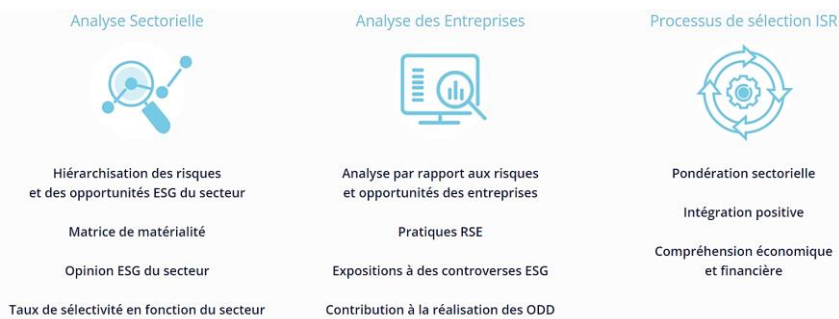 Analyse Sectorielle
Hiérarchisation des risques
et des opportunités ESG du secteur
Matrice de matérialité
Opinion ESG du secteur
Taux de sélectivité en fonction du secteur
Analyse des Entreprises
Analyse par rapport aux risques
et opportunités des entreprises
Pratiques RSE
Expositions à des controverses ESG
Contribution à la réalisation des ODD
Processus de sélection ISR
Pondération sectorielle
Intégration positive
Compréhension économique
et financière